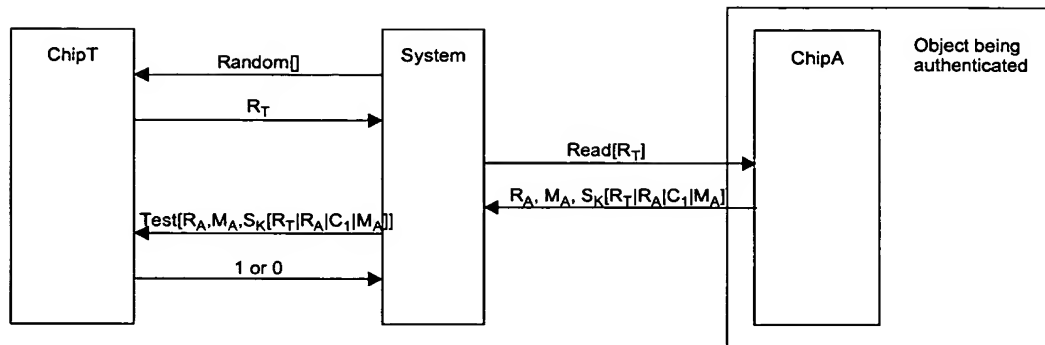 ChipT
System
ChipA
Object being
authenticated
Random[]
R_T
Read[R_T]
R_A, M_A, S_K[R_T|R_A|C_1|M_A]
Test[R_A,M_A,S_K[R_T|R_A|C_1|M_A]]
1 or 0